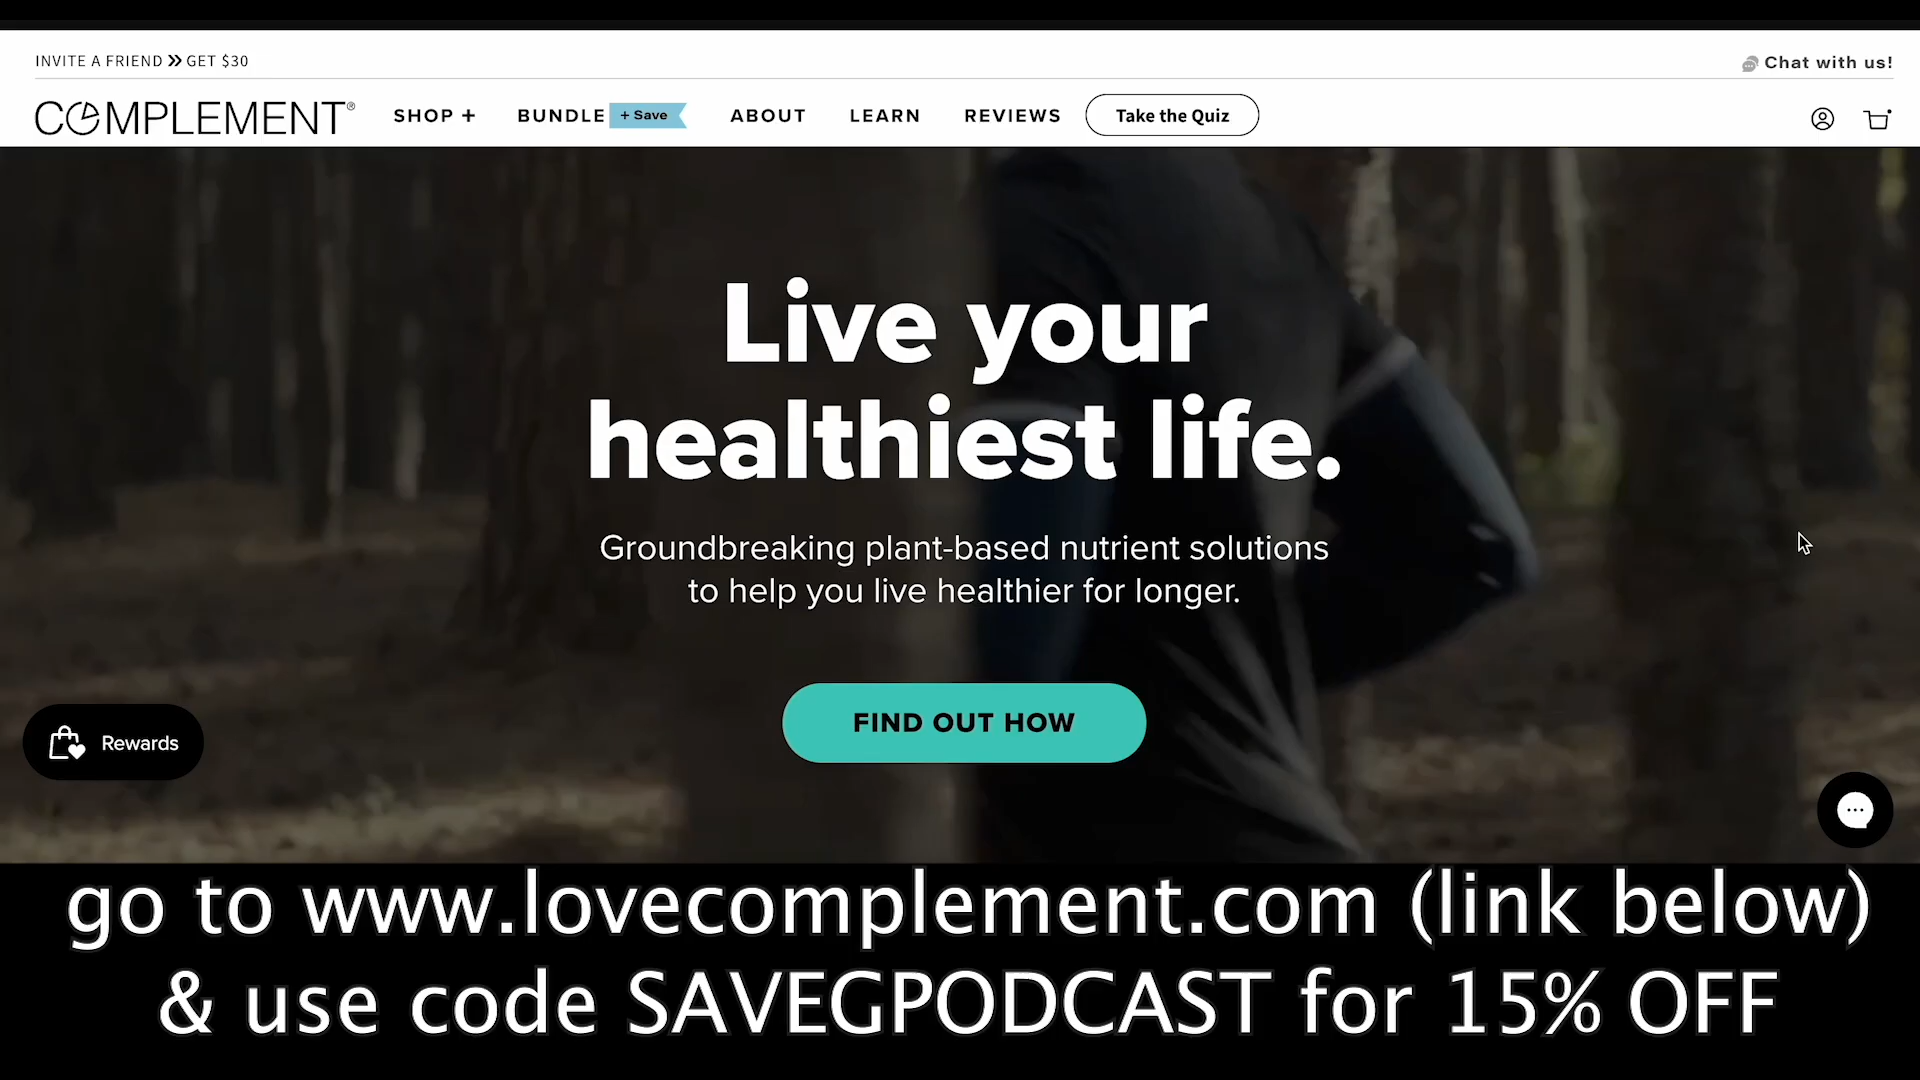 INVITE A FRIEND >> GET $30
Chat with us!
COMPLEMENT®
SHOP +
BUNDLE
+ Save
ABOUT
LEARN
REVIEWS
Take the Quiz
Live your
healthiest life.
Groundbreaking plant-based nutrient solutions
to help you live healthier for longer.
FIND OUT HOW
Rewards
go to www.lovecomplement.com (link below)
& use code SAVEGPODCAST for 15% OFF